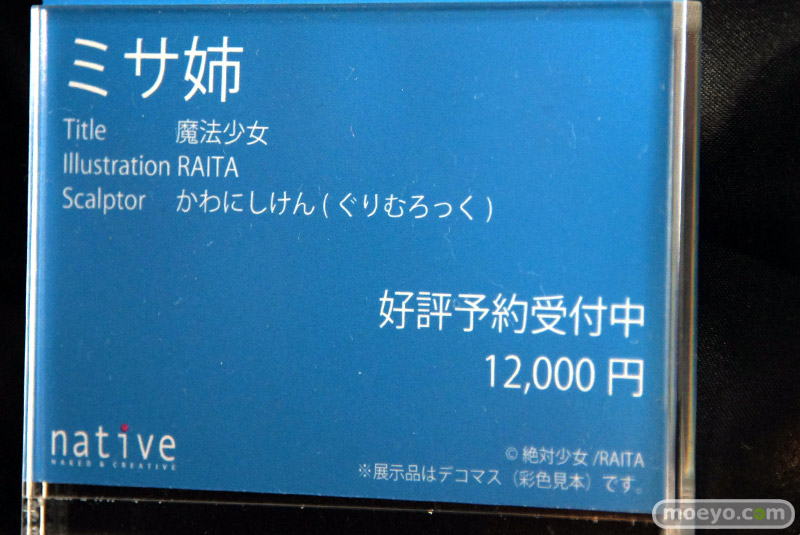 ミサ姉
Title 魔法少女
Illustration RAITA
Scalptor かわにしけん(ぐりむろっく)
好評予約受付中
12,000 円
native
NAKED & CREATIVE
© 絶対少女/RAITA
※展示品はデコマス（彩色見本）です。
moeyo.com